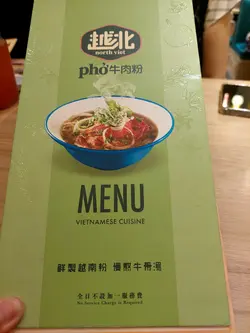 越北
north viet
phở牛肉粉
MENU
VIETNAMESE CUISINE
鮮製越南粉 慢熬牛骨湯
全日不設加一服務費
No Service Charge is Required